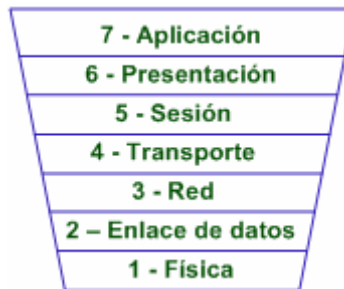 7 - Aplicación
6 - Presentación
5 - Sesión
4 - Transporte
3 - Red
2 – Enlace de datos
1 - Física